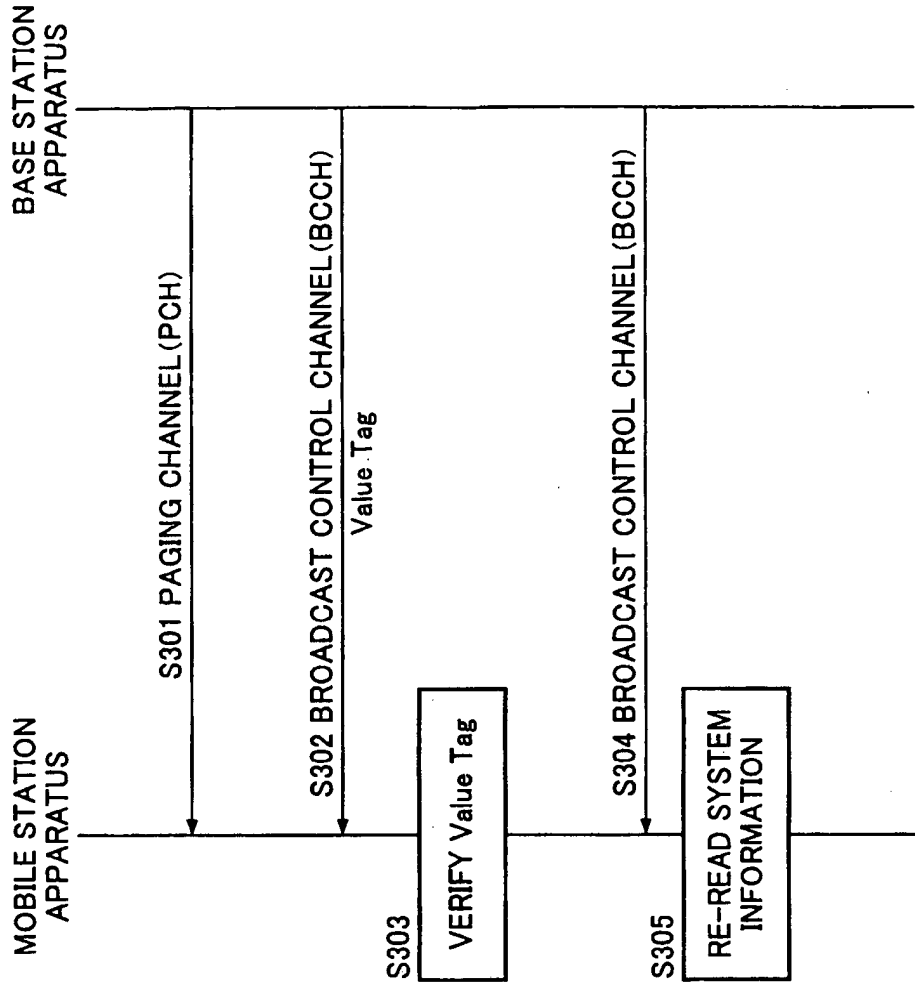 MOBILE STATION
APPARATUS
BASE STATION
APPARATUS
S301 PAGING CHANNEL(PCH)
S302 BROADCAST CONTROL CHANNEL(BCCH)
Value Tag
S303
VERIFY Value Tag
S304 BROADCAST CONTROL CHANNEL(BCCH)
S305
RE-READ SYSTEM
INFORMATION